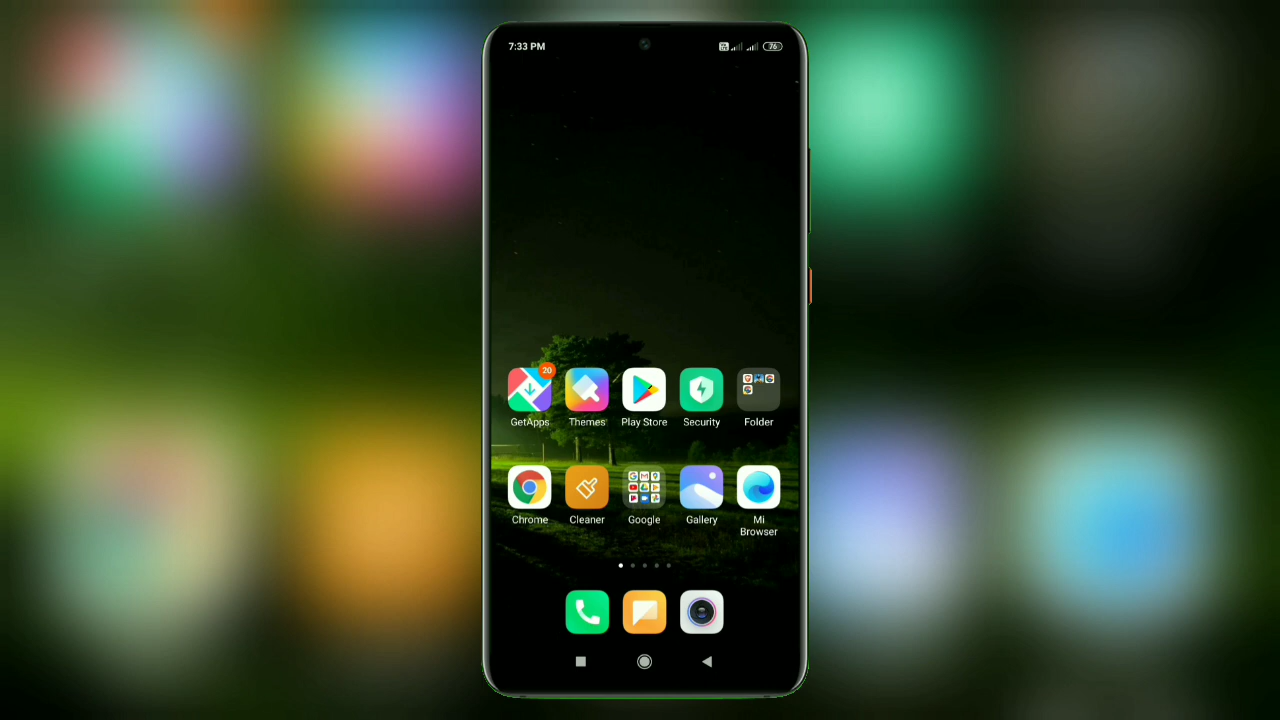 7:33 PM
76
20
GetApps
Themes
Play Store
Security
Folder
Chrome
Cleaner
Google
Gallery
Mi
Browser